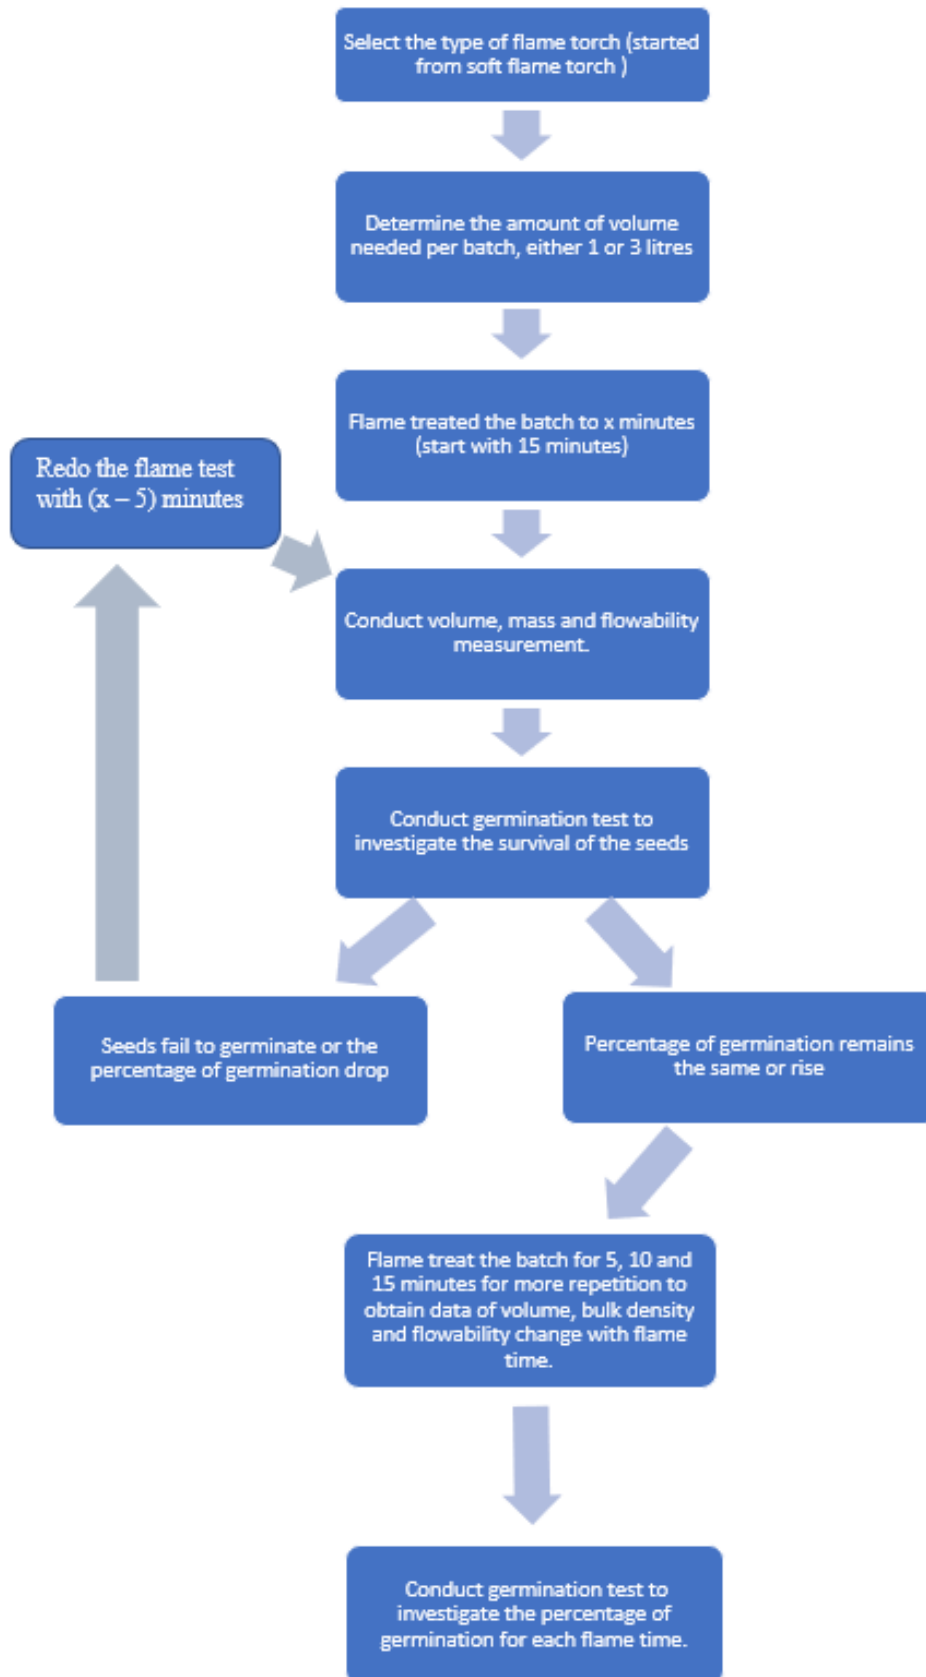 Select the type of flame torch (started
from soft flame torch )
Determine the amount of volume
needed per batch, either 1 or 3 litres
Flame treated the batch to x minutes
(start with 15 minutes)
Redo the flame test
with (x – 5) minutes
Conduct volume, mass and flowability
measurement.
Conduct germination test to
investigate the survival of the seeds
Seeds fail to germinate or the
percentage of germination drop
Percentage of germination remains
the same or rise
Flame treat the batch for 5, 10 and
15 minutes for more repetition to
obtain data of volume, bulk density
and flowability change with flame
time.
Conduct germination test to
investigate the percentage of
germination for each flame time.